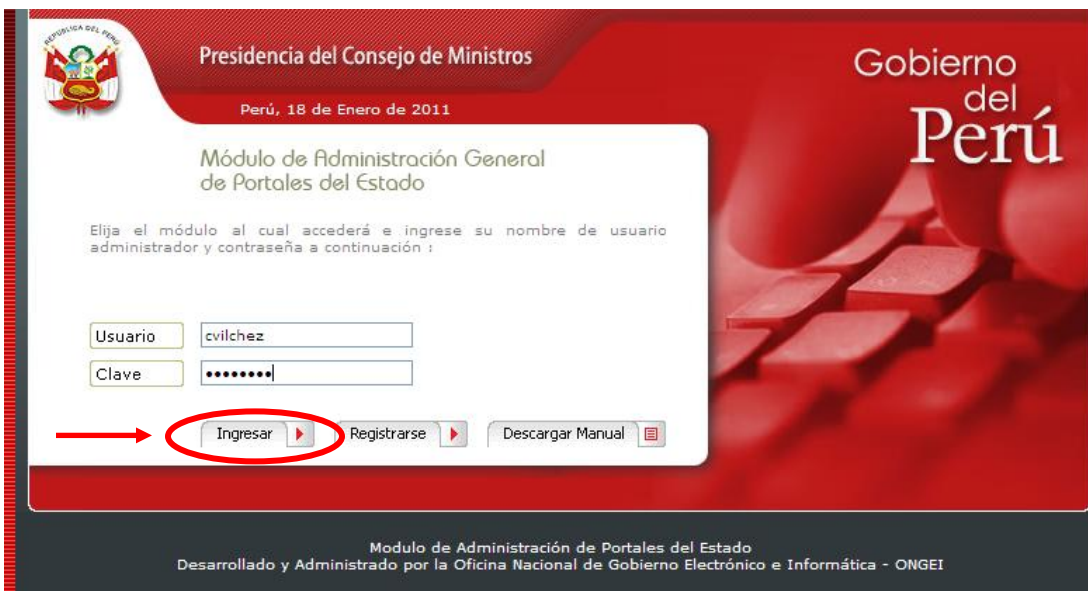 REPUBLICA DEL PERU
Presidencia del Consejo de Ministros
Perú, 18 de Enero de 2011
Gobierno
del
Perú
Módulo de Administración General
de Portales del Estado
Elija el módulo al cual accederá e ingrese su nombre de usuario
administrador y contraseña a continuación :
Usuario
cvilchez
Clave
••••••••
Ingresar
Registrarse
Descargar Manual
Modulo de Administración de Portales del Estado
Desarrollado y Administrado por la Oficina Nacional de Gobierno Electrónico e Informática - ONGEI